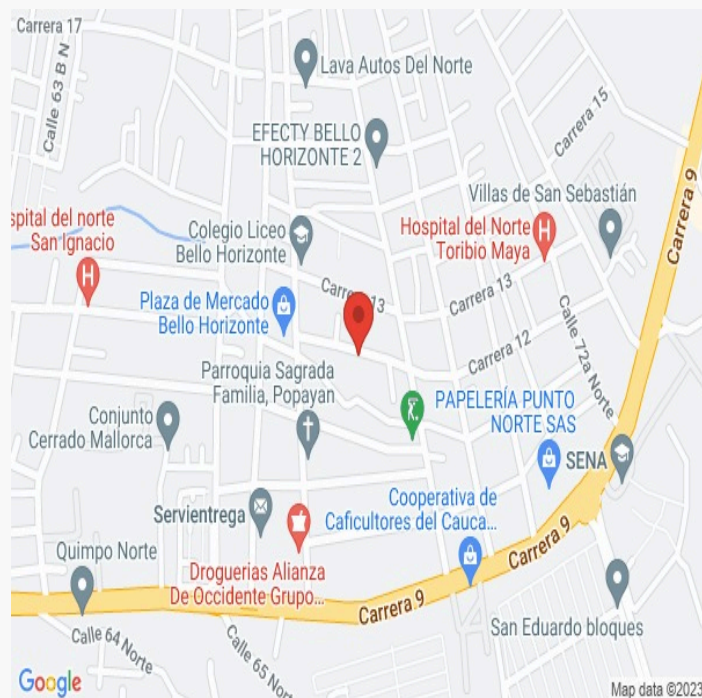 Carrera 17
Lava Autos Del Norte
Calle 63 B N
EFECTY BELLO
HORIZONTE 2
Carrera 15
Villas de San Sebastián
Carrera 9
spital del norte
San Ignacio
Colegio Liceo
Bello Horizonte
Hospital del Norte
Toribio Maya
Carrera 13
Carrera 13
Plaza de Mercado
Bello Horizonte
Carrera 12
Calle 72a Norte
Parroquia Sagrada
Familia, Popayan
PAPELERÍA PUNTO
NORTE SAS
Conjunto
Cerrado Mallorca
SENA
Cooperativa de
Caficultores del Cauca...
Servientrega
Carrera 9
Quimpo Norte
Droguerias Alianza
De Occidente Grupo...
Carrera 9
San Eduardo bloques
Calle 64 Norte
Calle 65 Norte
Google
Map data ©2023